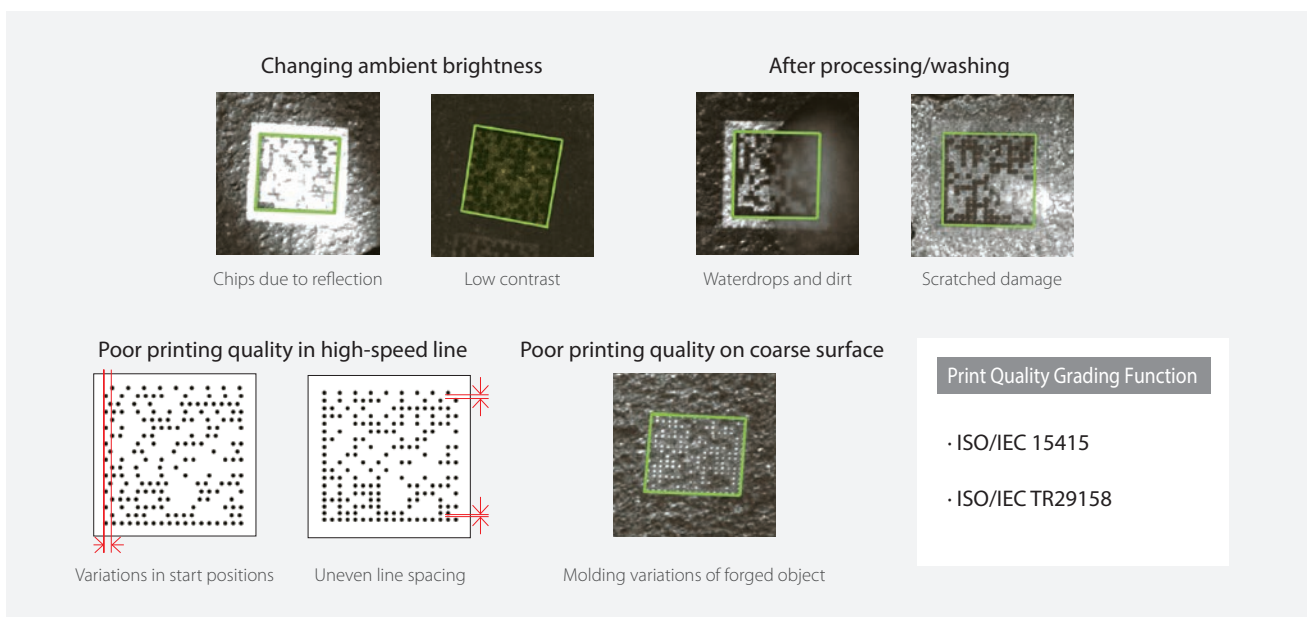 Changing ambient brightness
After processing/washing
Chips due to reflection
Low contrast
Waterdrops and dirt
Scratched damage
Poor printing quality in high-speed line
Poor printing quality on coarse surface
Variations in start positions
Uneven line spacing
Molding variations of forged object
Print Quality Grading Function
· ISO/IEC 15415
· ISO/IEC TR29158